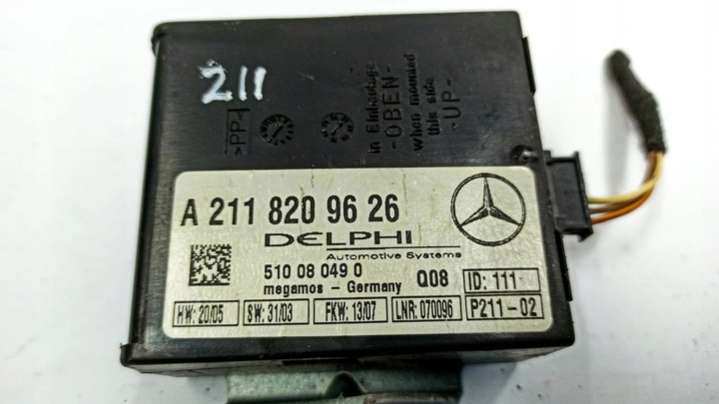 211
>PP<
in Einbaulage
-OBEN-
when mounted
this side
-UP-
A 211 820 96 26
DELPHI
Automotive Systems
510 08 049 0
Q08
ID: 111
megamos - Germany
HW: 20/05
SW: 31/03
FKW: 13/07
LNR: 070096
P211-02